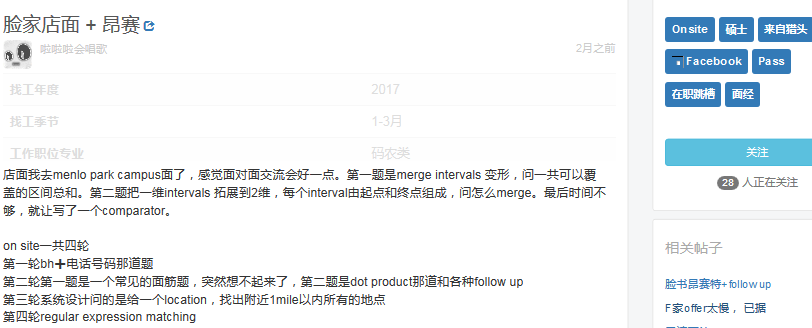 脸家店面 + 昂赛
啦啦啦会唱歌
2月之前
找工年度 2017
找工季节 1-3月
工作职位专业 码农类
店面我去menlo park campus面了，感觉面对面交流会好一点。第一题是merge intervals 变形，问一共可以覆
盖的区间总和。第二题把一维intervals 拓展到2维，每个interval由起点和终点组成，问怎么merge。最后时间不
够，就让写了一个comparator。
on site一共四轮
第一轮bh+电话号码那道题
第二轮第一题是一个常见的面筋题，突然想不起来了，第二题是dot product那道和各种follow up
第三轮系统设计问的是给一个location，找出附近1mile以内所有的地点
第四轮regular expression matching
Onsite 硕士 来自猎头
Facebook Pass
在职跳槽 面经
关注
28 人正在关注
相关帖子
脸书昂赛特+follow up
F家offer太慢， 已据